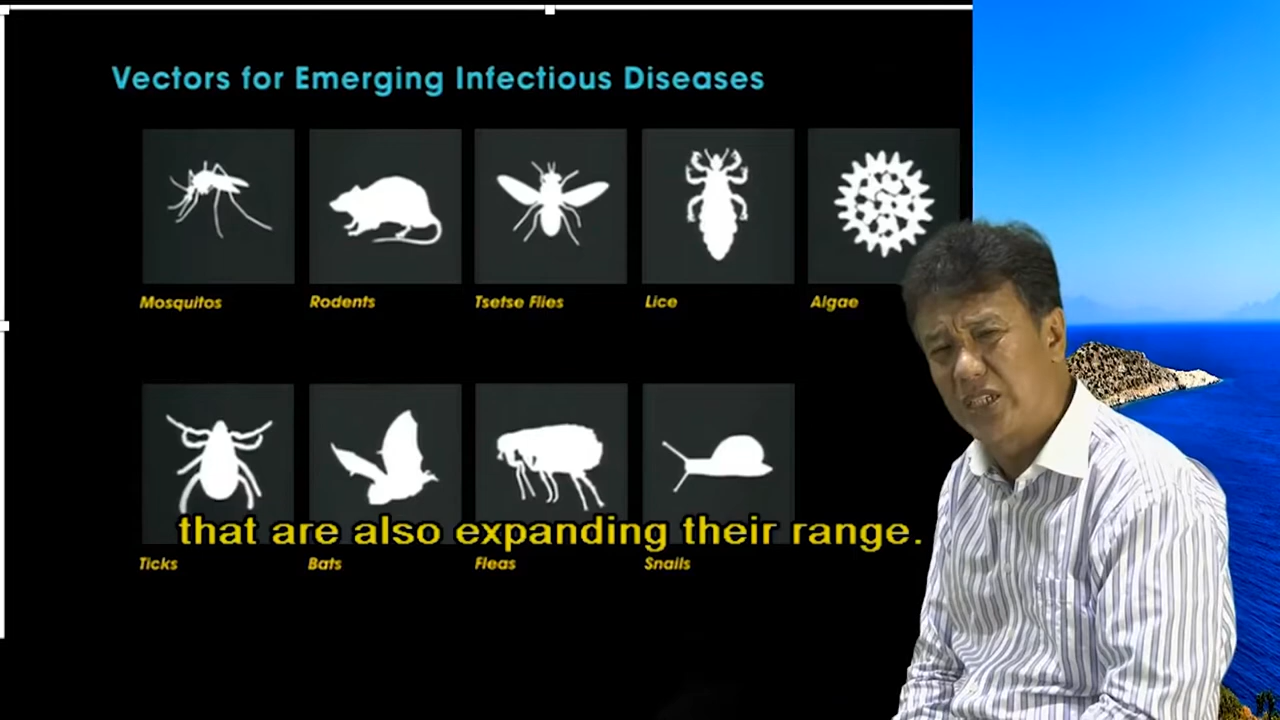 Vectors for Emerging Infectious Diseases
Mosquitos
Rodents
Tsetse Flies
Lice
Algae
that are also expanding their range.
Ticks
Bats
Fleas
Snails